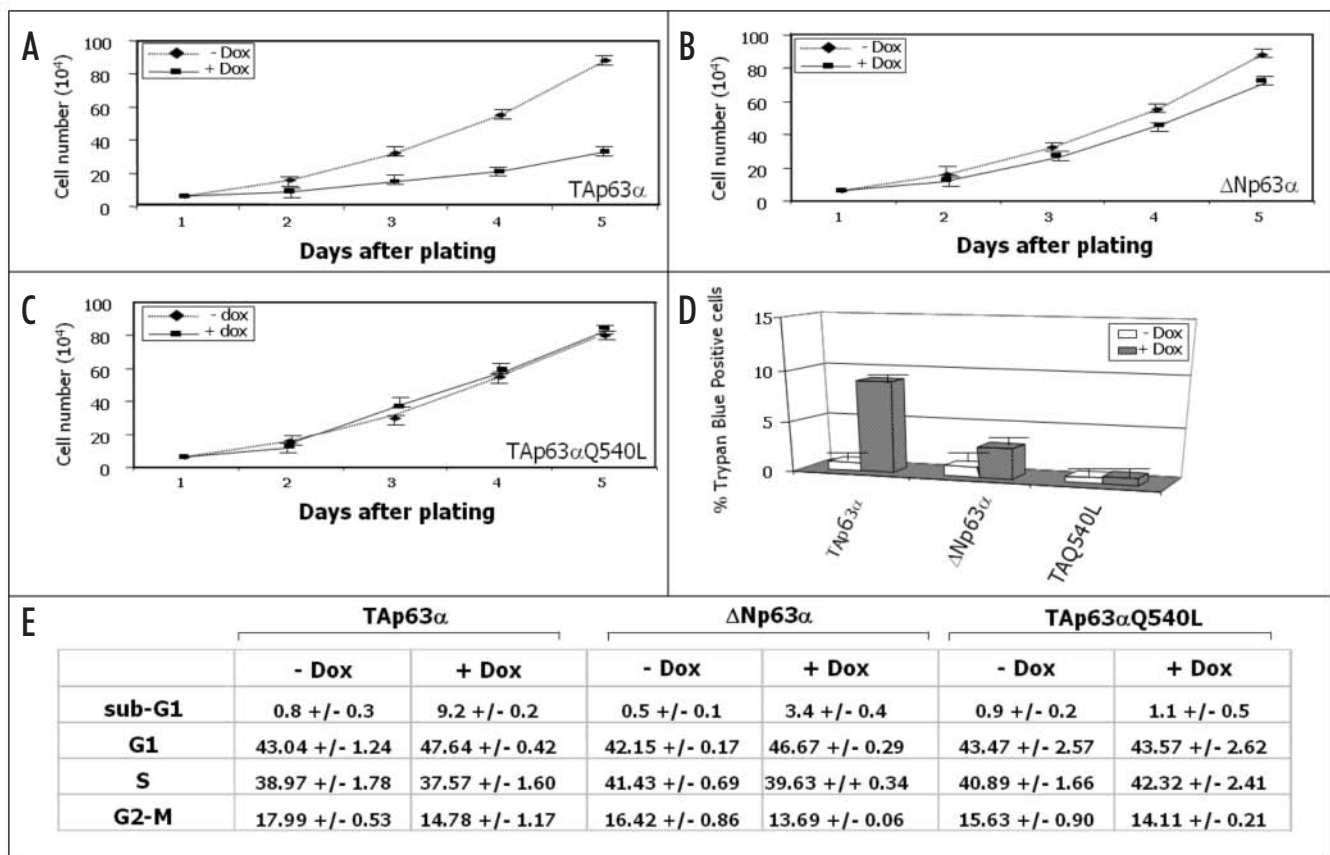 A
100
80
60
40
20
0
Cell number (10⁴)
- Dox
+ Dox
TAp63α
1 2 3 4 5
Days after plating
B
100
80
60
40
20
0
Cell number (10⁴)
- Dox
+ Dox
ΔNp63α
1 2 3 4 5
Days after plating
C
100
80
60
40
20
0
Cell number (10⁴)
- dox
+ dox
TAp63αQ540L
1 2 3 4 5
Days after plating
D
15
10
5
0
% Trypan Blue Positive cells
- Dox
+ Dox
TAp63α
ΔNp63α
TAQ540L
E
TAp63α ΔNp63α TAp63αQ540L
- Dox + Dox - Dox + Dox - Dox + Dox
sub-G1 0.8 +/- 0.3 9.2 +/- 0.2 0.5 +/- 0.1 3.4 +/- 0.4 0.9 +/- 0.2 1.1 +/- 0.5
G1 43.04 +/- 1.24 47.64 +/- 0.42 42.15 +/- 0.17 46.67 +/- 0.29 43.47 +/- 2.57 43.57 +/- 2.62
S 38.97 +/- 1.78 37.57 +/- 1.60 41.43 +/- 0.69 39.63 +/+ 0.34 40.89 +/- 1.66 42.32 +/- 2.41
G2-M 17.99 +/- 0.53 14.78 +/- 1.17 16.42 +/- 0.86 13.69 +/- 0.06 15.63 +/- 0.90 14.11 +/- 0.21